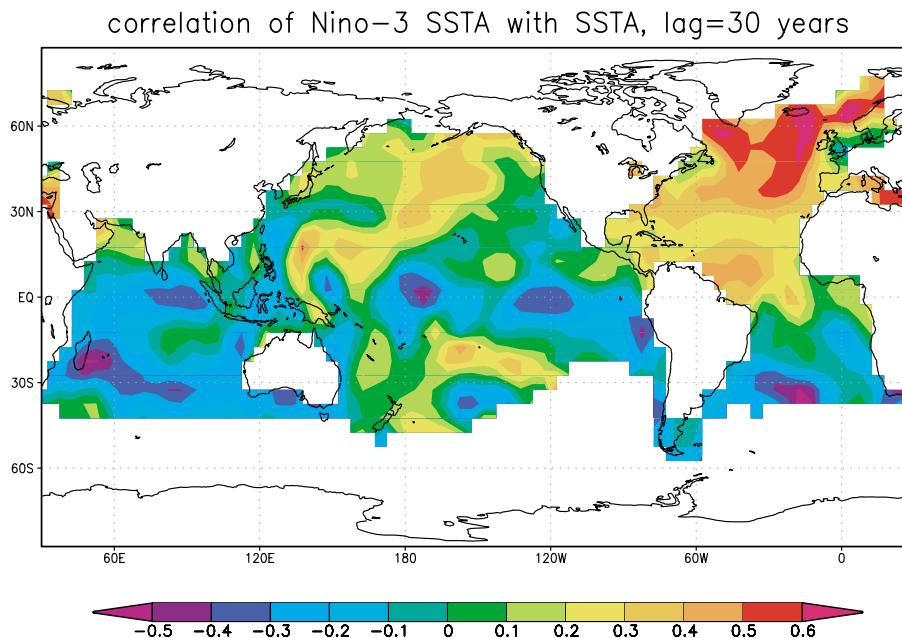 correlation of Nino-3 SSTA with SSTA, lag=30 years
60N
30N
EQ
30S
60S
60E 120E 180 120W 60W 0
-0.5 -0.4 -0.3 -0.2 -0.1 0 0.1 0.2 0.3 0.4 0.5 0.6